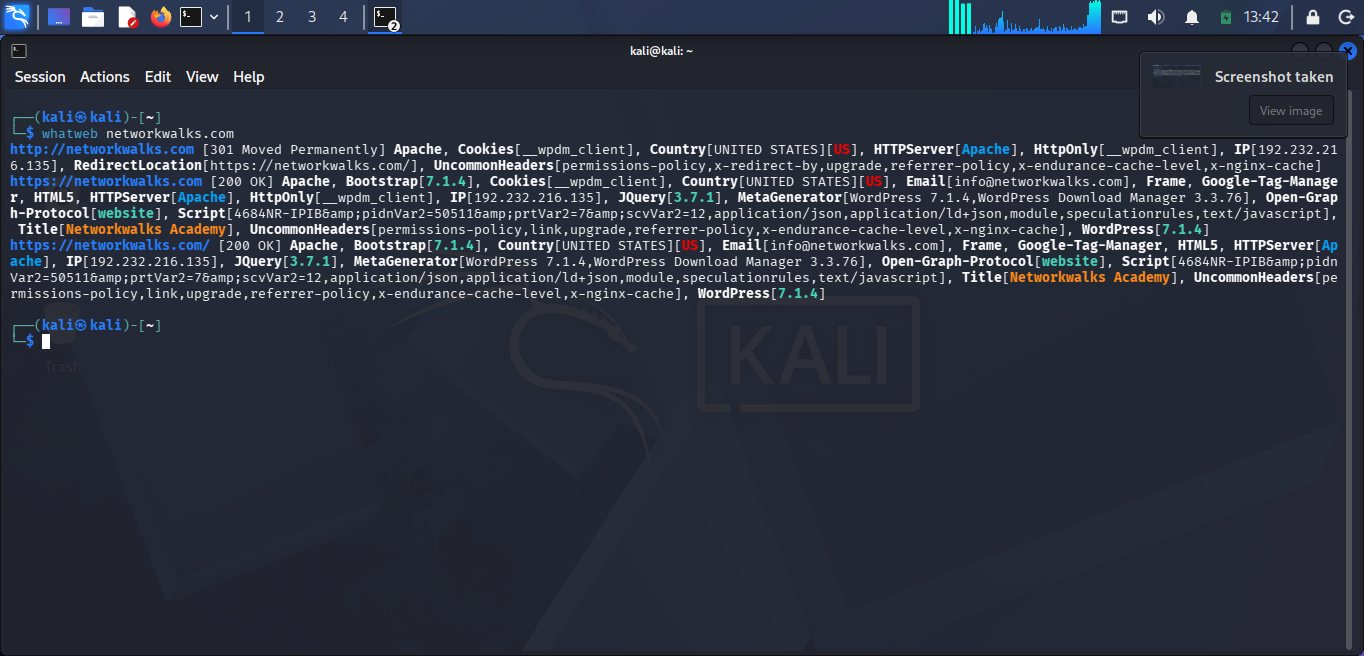 1 2 3 4 2 13:42
kali@kali: ~
Session Actions Edit View Help
Screenshot taken
View image
┌──(kali㉿kali)-[~]
└─$ whatweb networkwalks.com
http://networkwalks.com [301 Moved Permanently] Apache, Cookies[__wpdm_client], Country[UNITED STATES][US], HTTPServer[Apache], HttpOnly[__wpdm_client], IP[192.232.21
6.135], RedirectLocation[https://networkwalks.com/], UncommonHeaders[permissions-policy,x-redirect-by,upgrade,referrer-policy,x-endurance-cache-level,x-nginx-cache]
https://networkwalks.com [200 OK] Apache, Bootstrap[7.1.4], Cookies[__wpdm_client], Country[UNITED STATES][US], Email[info@networkwalks.com], Frame, Google-Tag-Manage
r, HTML5, HTTPServer[Apache], HttpOnly[__wpdm_client], IP[192.232.216.135], JQuery[3.7.1], MetaGenerator[WordPress 7.1.4,WordPress Download Manager 3.3.76], Open-Grap
h-Protocol[website], Script[4684NR-IPIB&amp;pidnVar2=50511&amp;prtVar2=7&amp;scvVar2=12,application/json,application/ld+json,module,speculationrules,text/javascript],
Title[Networkwalks Academy], UncommonHeaders[permissions-policy,link,upgrade,referrer-policy,x-endurance-cache-level,x-nginx-cache], WordPress[7.1.4]
https://networkwalks.com/ [200 OK] Apache, Bootstrap[7.1.4], Country[UNITED STATES][US], Email[info@networkwalks.com], Frame, Google-Tag-Manager, HTML5, HTTPServer[Ap
ache], IP[192.232.216.135], JQuery[3.7.1], MetaGenerator[WordPress 7.1.4,WordPress Download Manager 3.3.76], Open-Graph-Protocol[website], Script[4684NR-IPIB&amp;pidn
Var2=50511&amp;prtVar2=7&amp;scvVar2=12,application/json,application/ld+json,module,speculationrules,text/javascript], Title[Networkwalks Academy], UncommonHeaders[pe
rmissions-policy,link,upgrade,referrer-policy,x-endurance-cache-level,x-nginx-cache], WordPress[7.1.4]
┌──(kali㉿kali)-[~]
└─$
Trash
KALI